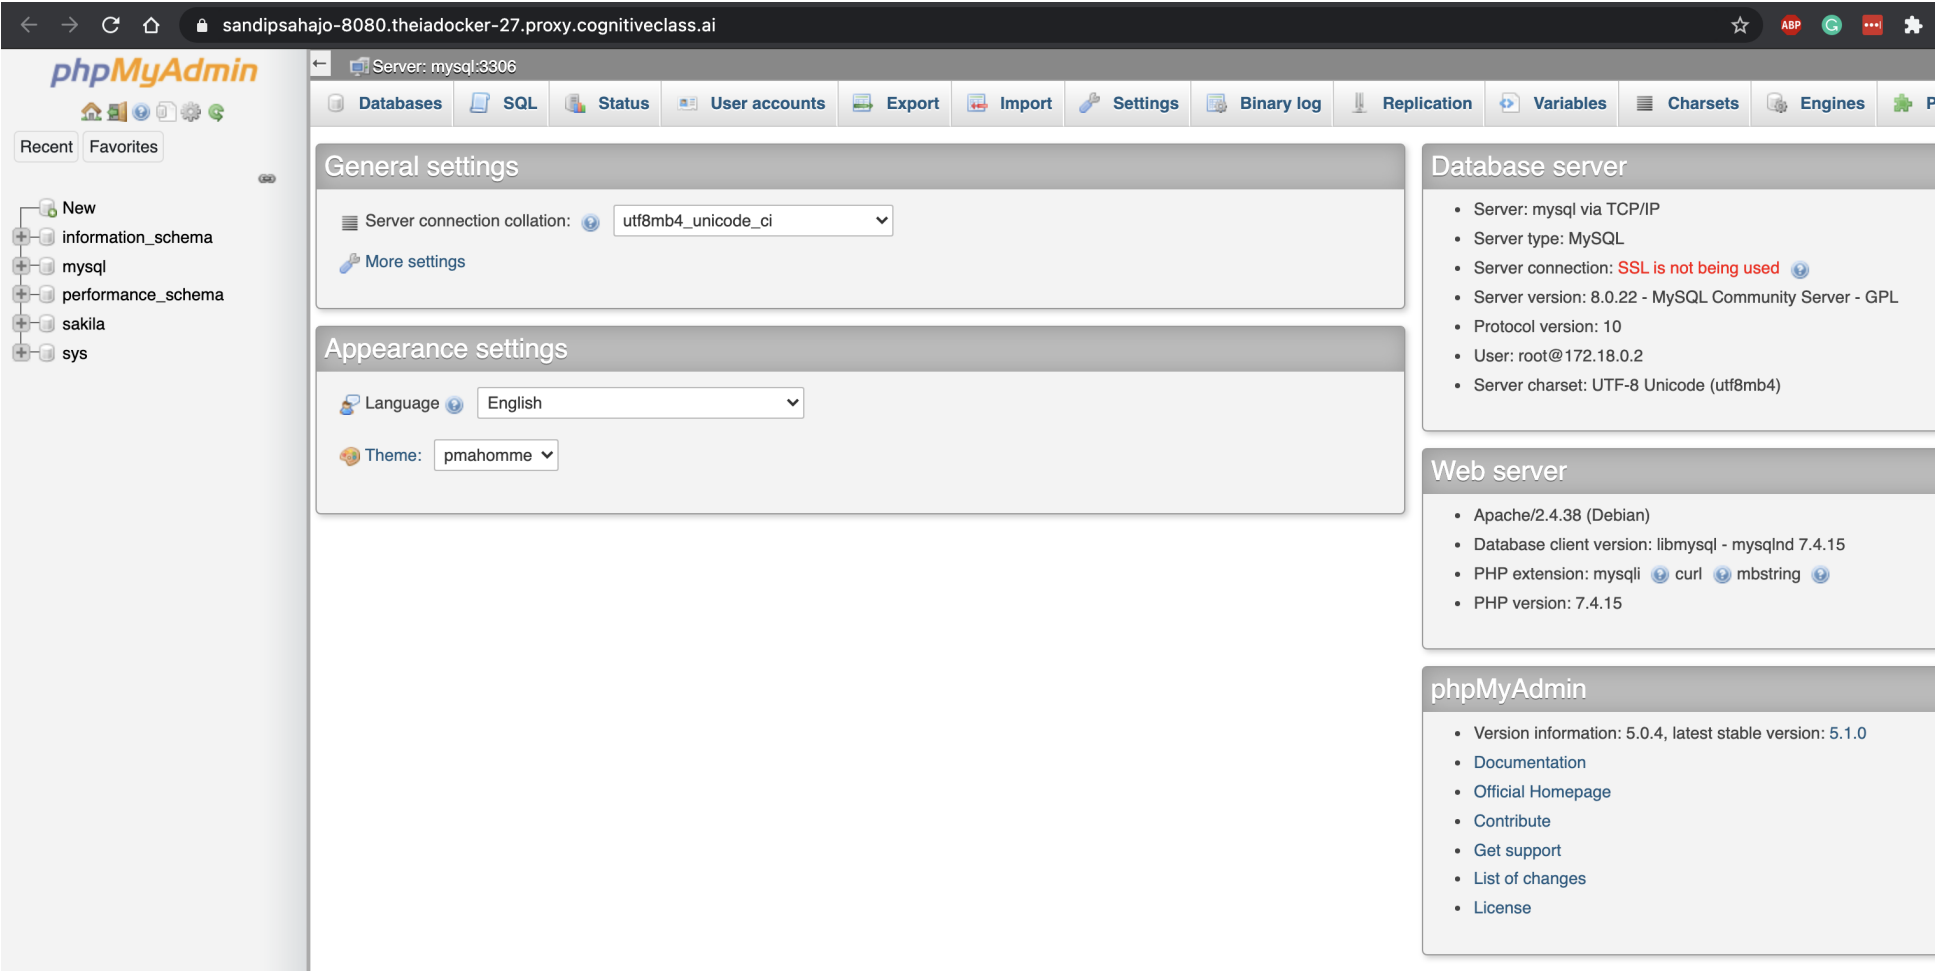 sandipsahajo-8080.theiadocker-27.proxy.cognitiveclass.ai
ABP
phpMyAdmin
Recent Favorites
New
information_schema
mysql
performance_schema
sakila
sys
Server: mysql:3306
Databases SQL Status User accounts Export Import Settings Binary log Replication Variables Charsets Engines P
General settings
Server connection collation: utf8mb4_unicode_ci
More settings
Appearance settings
Language English
Theme: pmahomme
Database server
Server: mysql via TCP/IP
Server type: MySQL
Server connection: SSL is not being used
Server version: 8.0.22 - MySQL Community Server - GPL
Protocol version: 10
User: root@172.18.0.2
Server charset: UTF-8 Unicode (utf8mb4)
Web server
Apache/2.4.38 (Debian)
Database client version: libmysql - mysqlnd 7.4.15
PHP extension: mysqli curl mbstring
PHP version: 7.4.15
phpMyAdmin
Version information: 5.0.4, latest stable version: 5.1.0
Documentation
Official Homepage
Contribute
Get support
List of changes
License